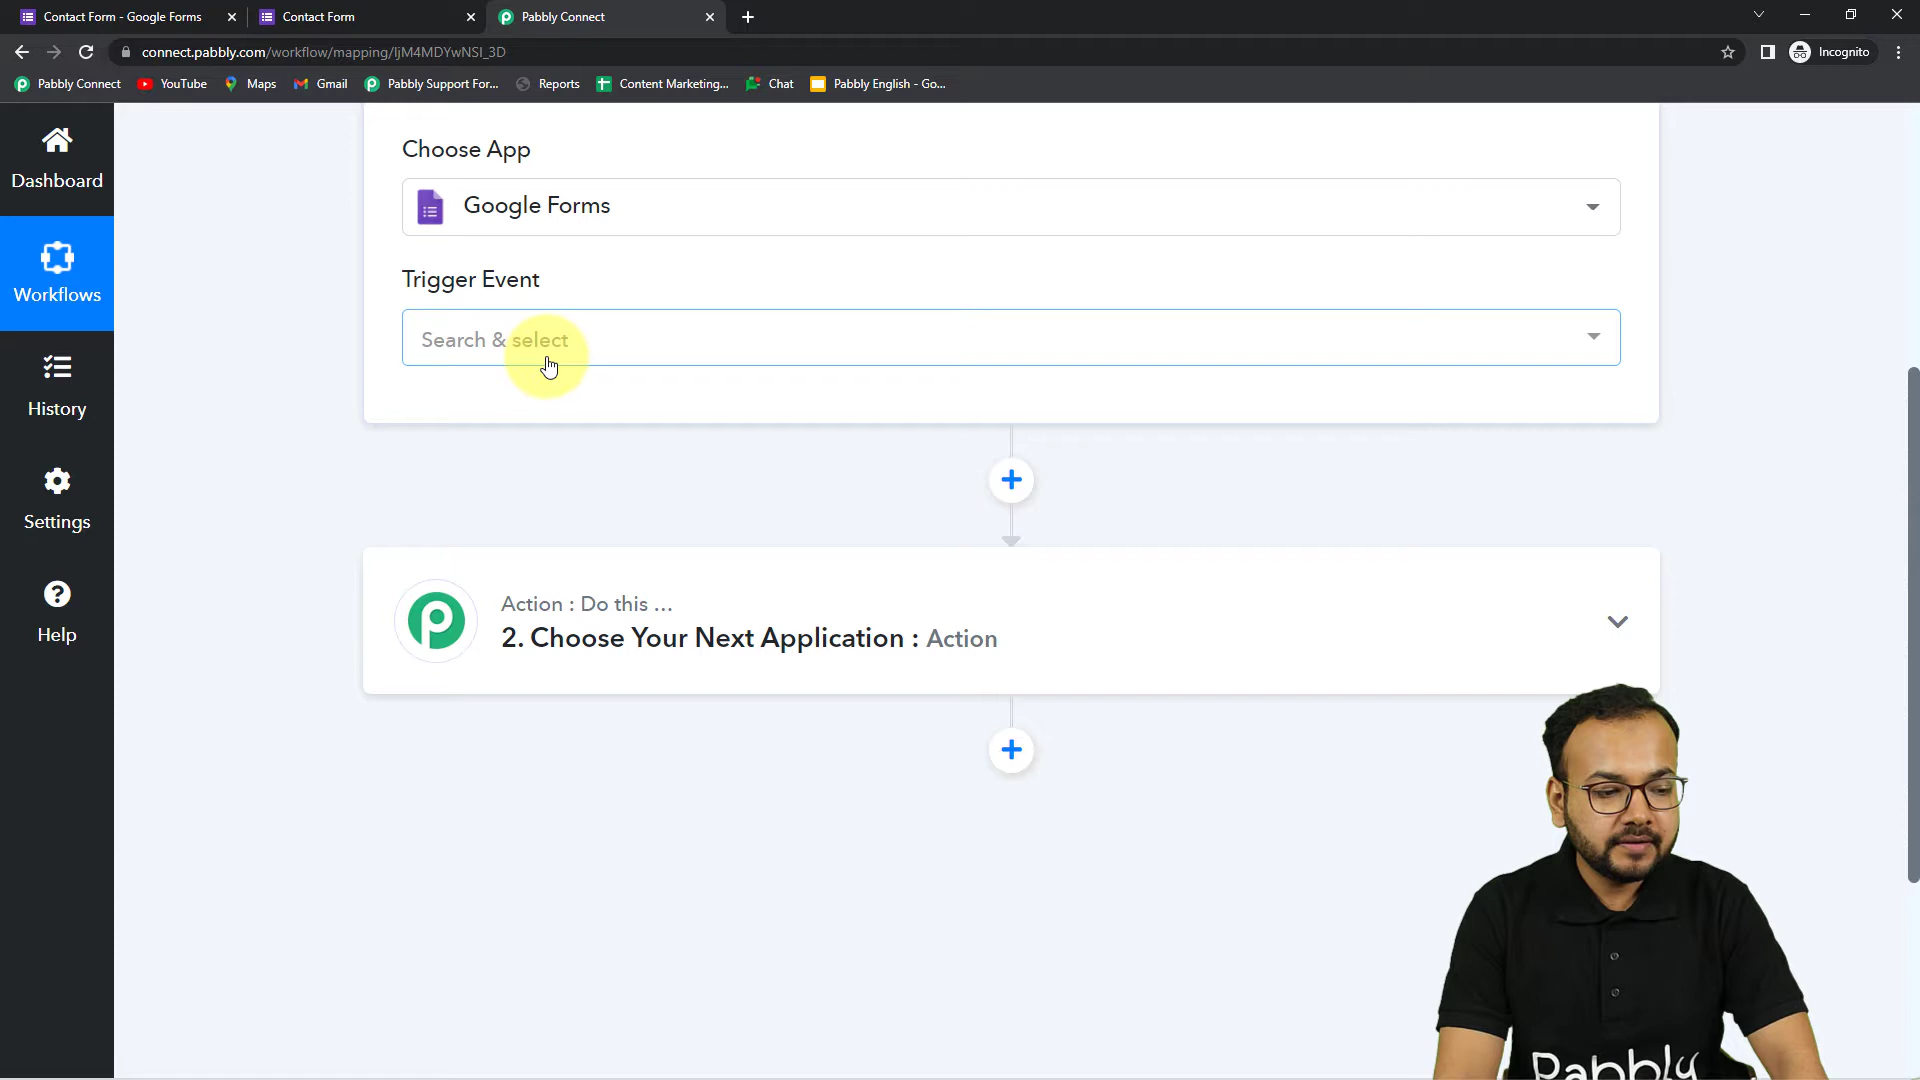 Contact Form - Google Forms
Contact Form
Pabbly Connect
connect.pabbly.com/workflow/mapping/IjM4MDYwNSI_3D
Incognito
Pabbly Connect
YouTube
Maps
Gmail
Pabbly Support For...
Reports
Content Marketing...
Chat
Pabbly English - Go...
Dashboard
Workflows
History
Settings
Help
Choose App
Google Forms
Trigger Event
Search & select
Action : Do this ...
2. Choose Your Next Application : Action
Pabbly